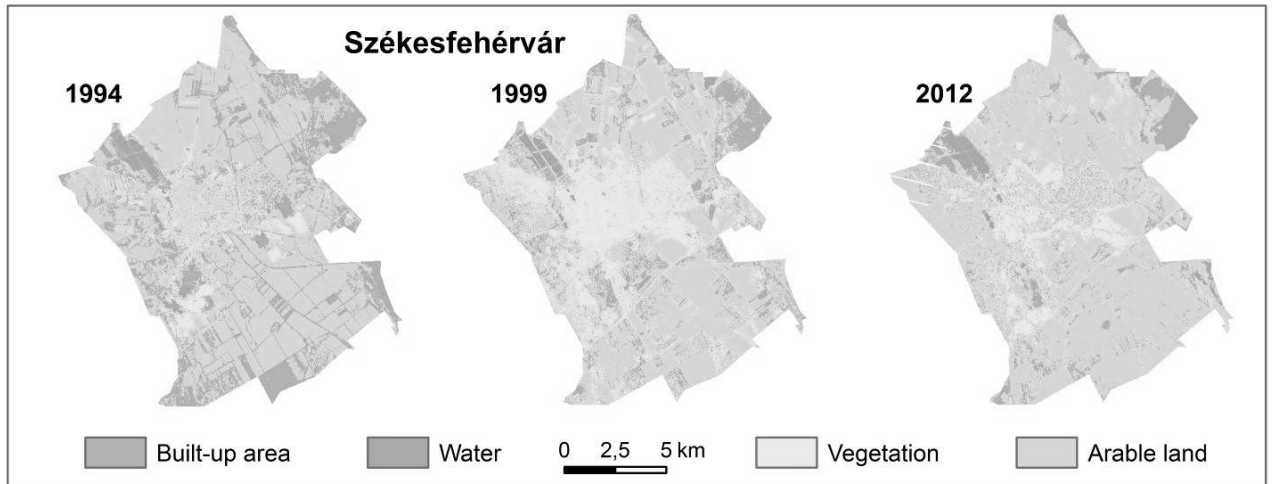 Székesfehérvár
1994
1999
2012
Built-up area
Water
0 2,5 5 km
Vegetation
Arable land